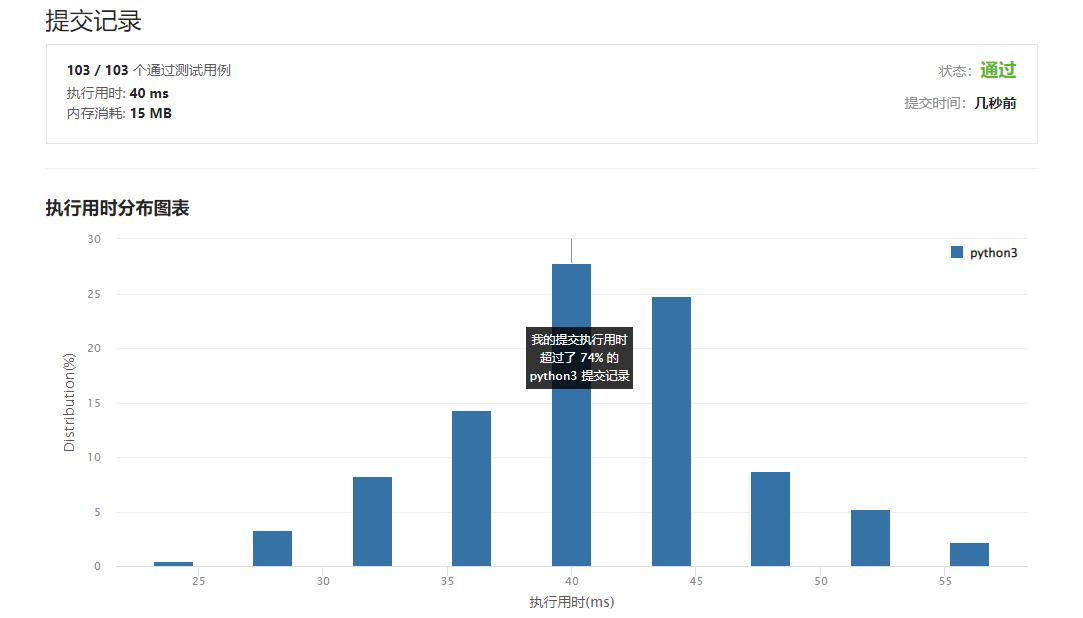 提交记录
103 / 103 个通过测试用例
状态：通过
执行用时: 40 ms
提交时间：几秒前
内存消耗: 15 MB
执行用时分布图表
30
25
20
15
10
5
0
Distribution(%)
python3
我的提交执行用时
超过了 74% 的
python3 提交记录
25 30 35 40 45 50 55
执行用时(ms)